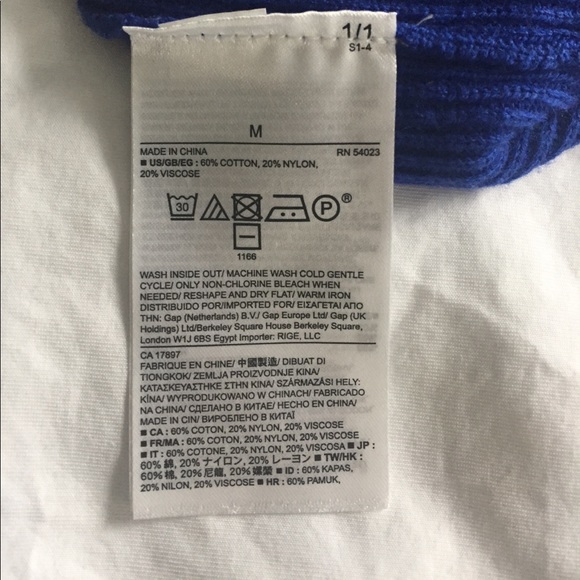 1/1
S1-4
M
MADE IN CHINA RN 54023
■ US/GB/EG : 60% COTTON, 20% NYLON,
20% VISCOSE
30 P ®
1166
WASH INSIDE OUT/ MACHINE WASH COLD GENTLE
CYCLE/ ONLY NON-CHLORINE BLEACH WHEN
NEEDED/ RESHAPE AND DRY FLAT/ WARM IRON
DISTRIBUIDO POR/IMPORTED FOR/ ΕΙΣΑΓΕΤΑΙ ΑΠΟ
ΤΗΝ: Gap (Netherlands) B.V./ Gap Europe Ltd/ Gap (UK
Holdings) Ltd/Berkeley Square House Berkeley Square,
London W1J 6BS Egypt importer: RIGE, LLC
CA 17897
FABRIQUÉ EN CHINE/ 中國製造/ DIBUAT DI
TIONGKOK/ ZEMLJA PROIZVODNJE KINA/
ΚΑΤΑΣΚΕΥΑΣΤΗΚΕ ΣΤΗΝ ΚΙΝΑ/ SZÁRMAZÁSI HELY:
KÍNA/ WYPRODUKOWANO W CHINACH/ FABRICADO
NA CHINA/ СДЕЛАНО В КИТАЕ/ HECHO EN CHINA/
MADE IN CHINA/ ВИРОБЛЕНО В КИТАЇ
■ CA : 60% COTTON, 20% NYLON, 20% VISCOSE
■ FR/MA : 60% COTON, 20% NYLON, 20% VISCOSE
■ IT : 60% COTONE, 20% NYLON, 20% VISCOSA ■ JP :
60% 綿, 20% ナイロン, 20% レーヨン ■ TW/HK :
60% 棉, 20% 尼龍, 20% 嫘縈 ■ ID : 60% KAPAS,
20% NILON, 20% VISCOSE ■ HR : 60% PAMUK,